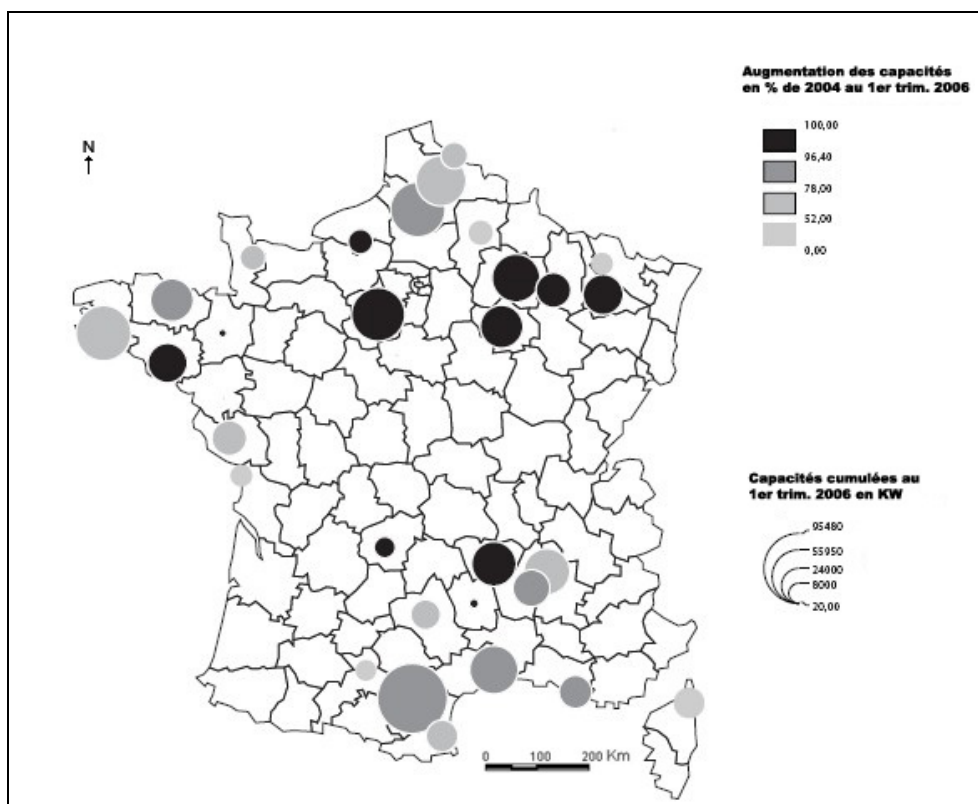 Augmentation des capacités
en % de 2004 au 1er trim. 2006
100,00
96,40
78,00
52,00
0,00
N
Capacités cumulées au
1er trim. 2006 en KW
95480
55950
24000
8000
20,00
0 100 200 Km